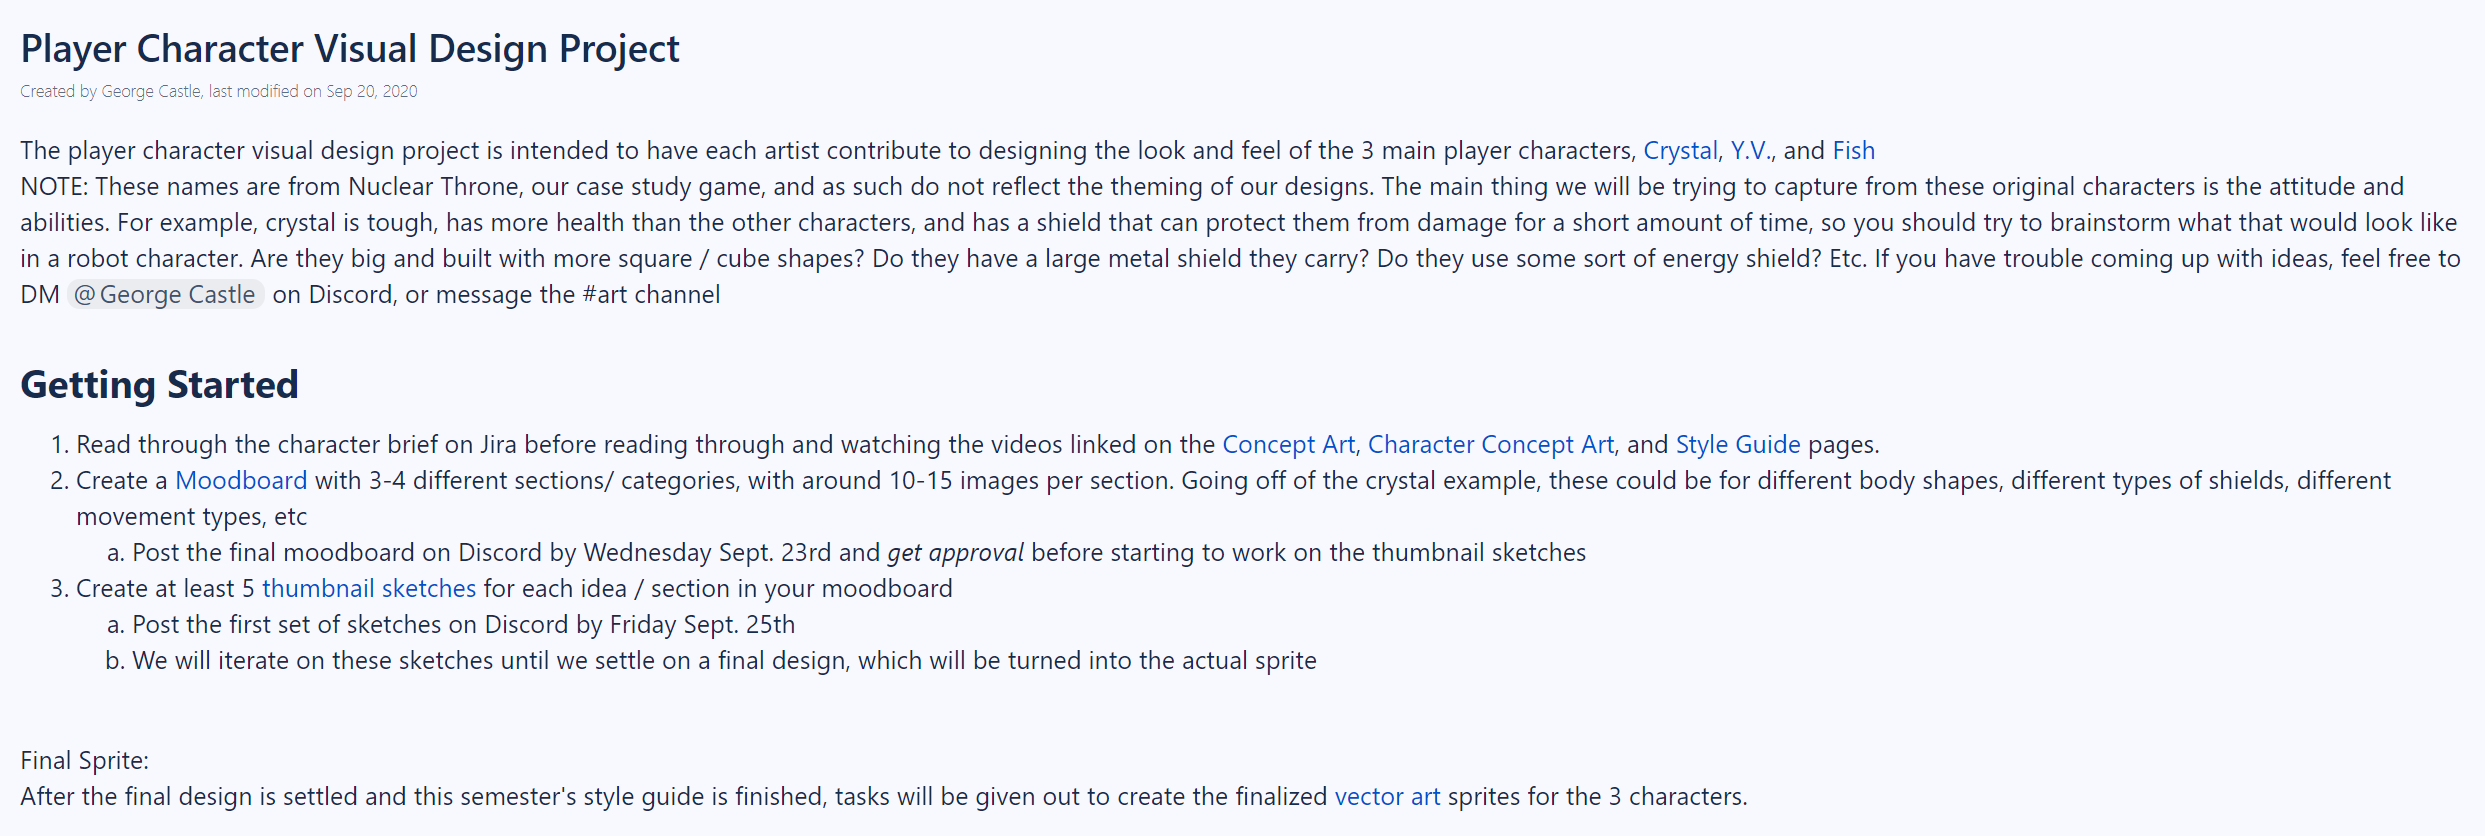 Player Character Visual Design Project
Created by George Castle, last modified on Sep 20, 2020
The player character visual design project is intended to have each artist contribute to designing the look and feel of the 3 main player characters, Crystal, Y.V., and Fish
NOTE: These names are from Nuclear Throne, our case study game, and as such do not reflect the theming of our designs. The main thing we will be trying to capture from these original characters is the attitude and
abilities. For example, crystal is tough, has more health than the other characters, and has a shield that can protect them from damage for a short amount of time, so you should try to brainstorm what that would look like
in a robot character. Are they big and built with more square / cube shapes? Do they have a large metal shield they carry? Do they use some sort of energy shield? Etc. If you have trouble coming up with ideas, feel free to
DM @George Castle on Discord, or message the #art channel
Getting Started
1. Read through the character brief on Jira before reading through and watching the videos linked on the Concept Art, Character Concept Art, and Style Guide pages.
2. Create a Moodboard with 3-4 different sections/ categories, with around 10-15 images per section. Going off of the crystal example, these could be for different body shapes, different types of shields, different
movement types, etc
a. Post the final moodboard on Discord by Wednesday Sept. 23rd and get approval before starting to work on the thumbnail sketches
3. Create at least 5 thumbnail sketches for each idea / section in your moodboard
a. Post the first set of sketches on Discord by Friday Sept. 25th
b. We will iterate on these sketches until we settle on a final design, which will be turned into the actual sprite
Final Sprite:
After the final design is settled and this semester's style guide is finished, tasks will be given out to create the finalized vector art sprites for the 3 characters.